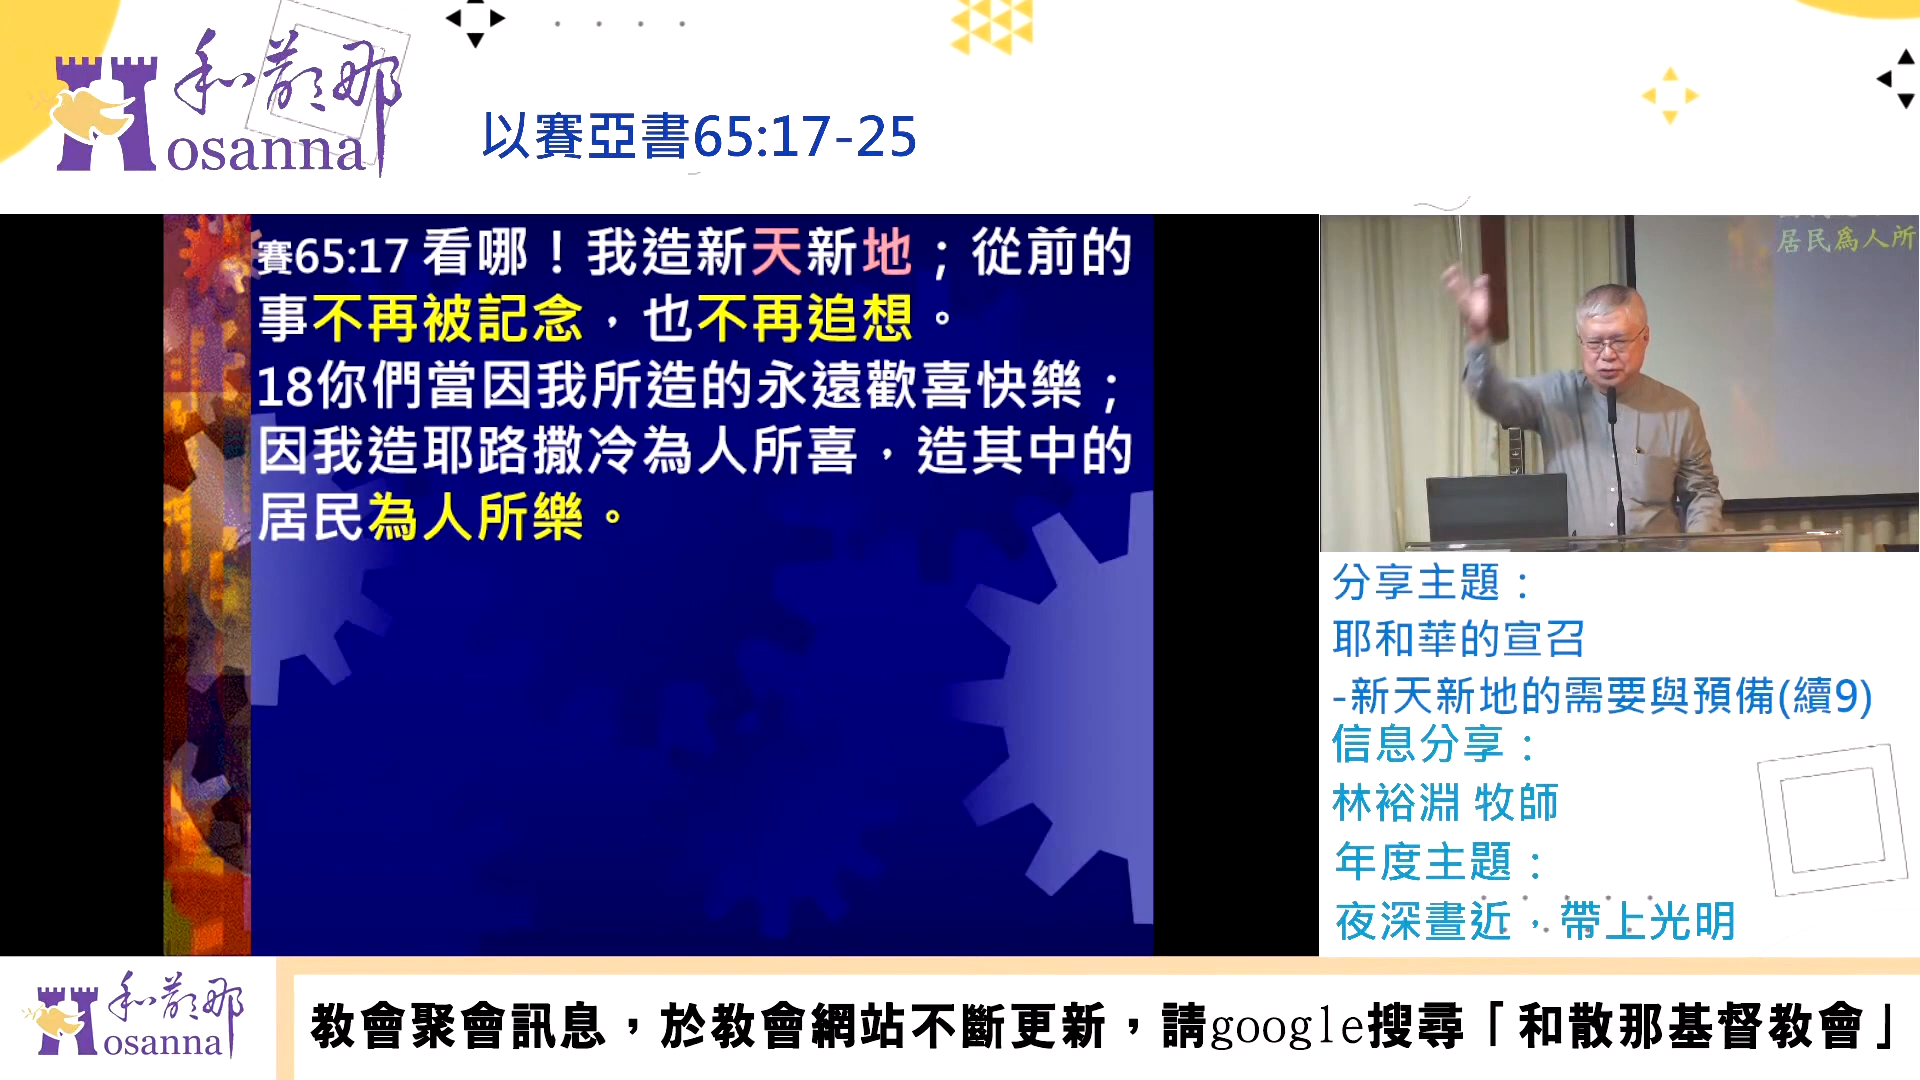 和散那
Hosanna
以賽亞書65:17-25
賽65:17 看哪！我造新天新地；從前的
事不再被記念，也不再追想。
18你們當因我所造的永遠歡喜快樂；
因我造耶路撒冷為人所喜，造其中的
居民為人所樂。
居民為人所
分享主題：
耶和華的宣召
-新天新地的需要與預備(續9)
信息分享：
林裕淵 牧師
年度主題：
夜深晝近，帶上光明
和散那
Hosanna
教會聚會訊息，於教會網站不斷更新，請google搜尋「和散那基督教會」